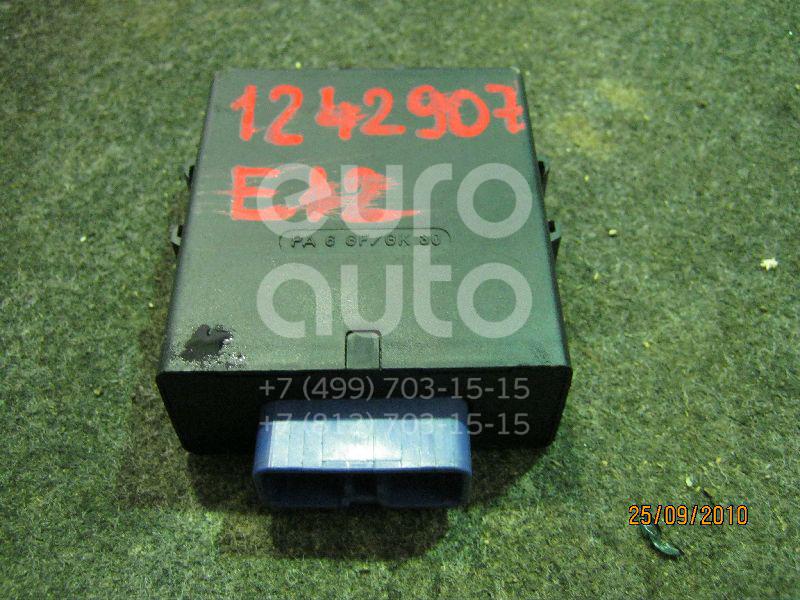 1242907
E12
euro
auto
PA 6 GF/GK 30
+7 (499) 703-15-15
+7 (812) 703-15-15
25/09/2010